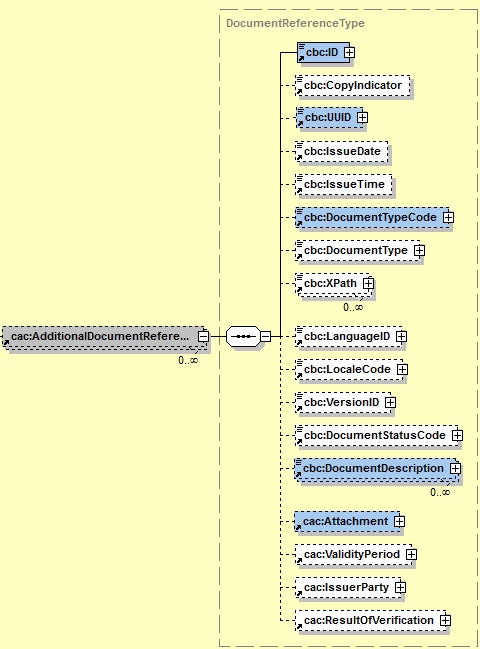 DocumentReferenceType
cbc:ID
cbc:CopyIndicator
cbc:UUID
cbc:IssueDate
cbc:IssueTime
cbc:DocumentTypeCode
cbc:DocumentType
cbc:XPath
0..∞
cac:AdditionalDocumentRefere...
0..∞
cbc:LanguageID
cbc:LocaleCode
cbc:VersionID
cbc:DocumentStatusCode
cbc:DocumentDescription
0..∞
cac:Attachment
cac:ValidityPeriod
cac:IssuerParty
cac:ResultOfVerification